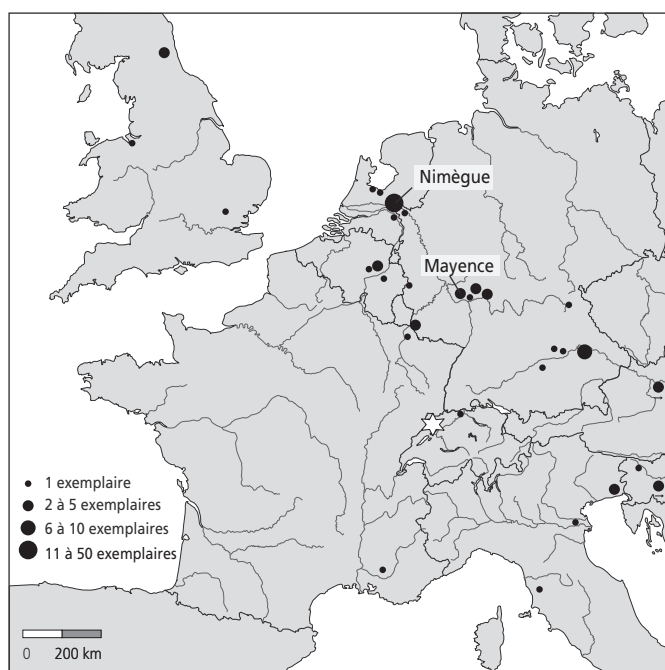 Nimègue
Mayence
1 exemplaire
2 à 5 exemplaires
6 à 10 exemplaires
11 à 50 exemplaires
0 200 km